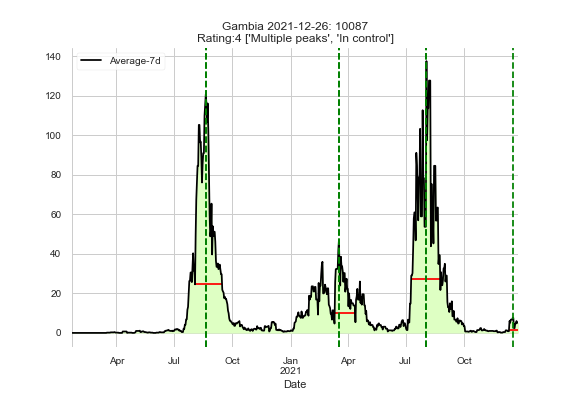 Gambia 2021-12-26: 10087
Rating:4 ['Multiple peaks', 'In control']
Average-7d
140
120
100
80
60
40
20
0
Apr
Jul
Oct
Jan
2021
Apr
Jul
Oct
Date